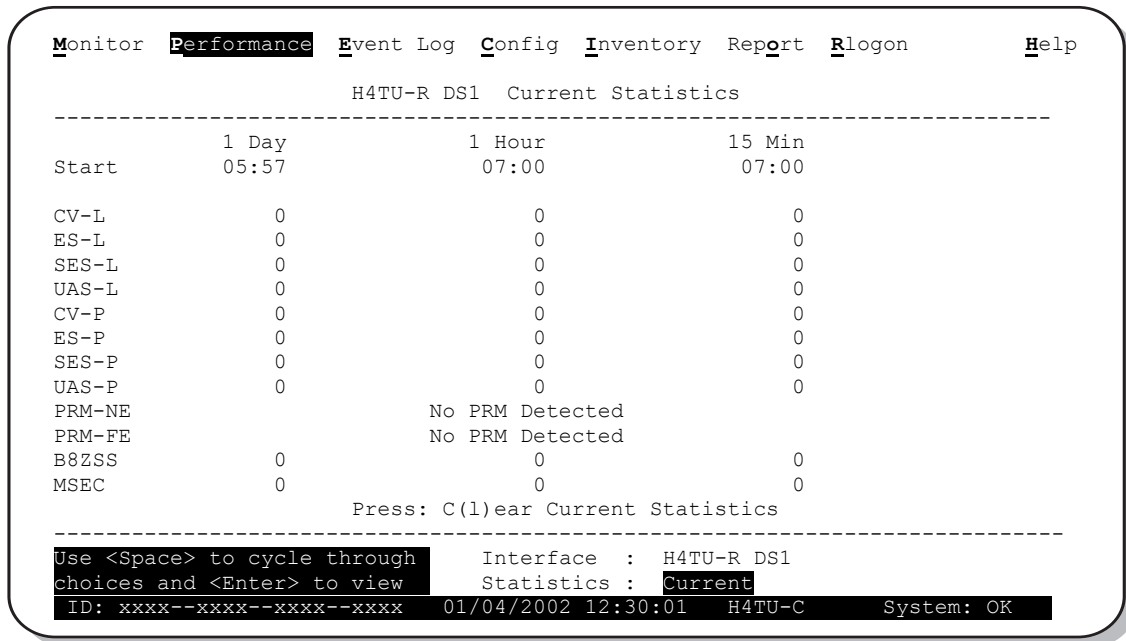 Monitor Performance Event Log Config Inventory Report Rlogon Help
H4TU-R DS1 Current Statistics
--------------------------------------------------------------------------------
1 Day 1 Hour 15 Min
Start 05:57 07:00 07:00
CV-L 0 0 0
ES-L 0 0 0
SES-L 0 0 0
UAS-L 0 0 0
CV-P 0 0 0
ES-P 0 0 0
SES-P 0 0 0
UAS-P 0 0 0
PRM-NE No PRM Detected
PRM-FE No PRM Detected
B8ZSS 0 0 0
MSEC 0 0 0
Press: C(l)ear Current Statistics
--------------------------------------------------------------------------------
Use <Space> to cycle through Interface : H4TU-R DS1
choices and <Enter> to view Statistics : Current
ID: xxxx--xxxx--xxxx--xxxx 01/04/2002 12:30:01 H4TU-C System: OK